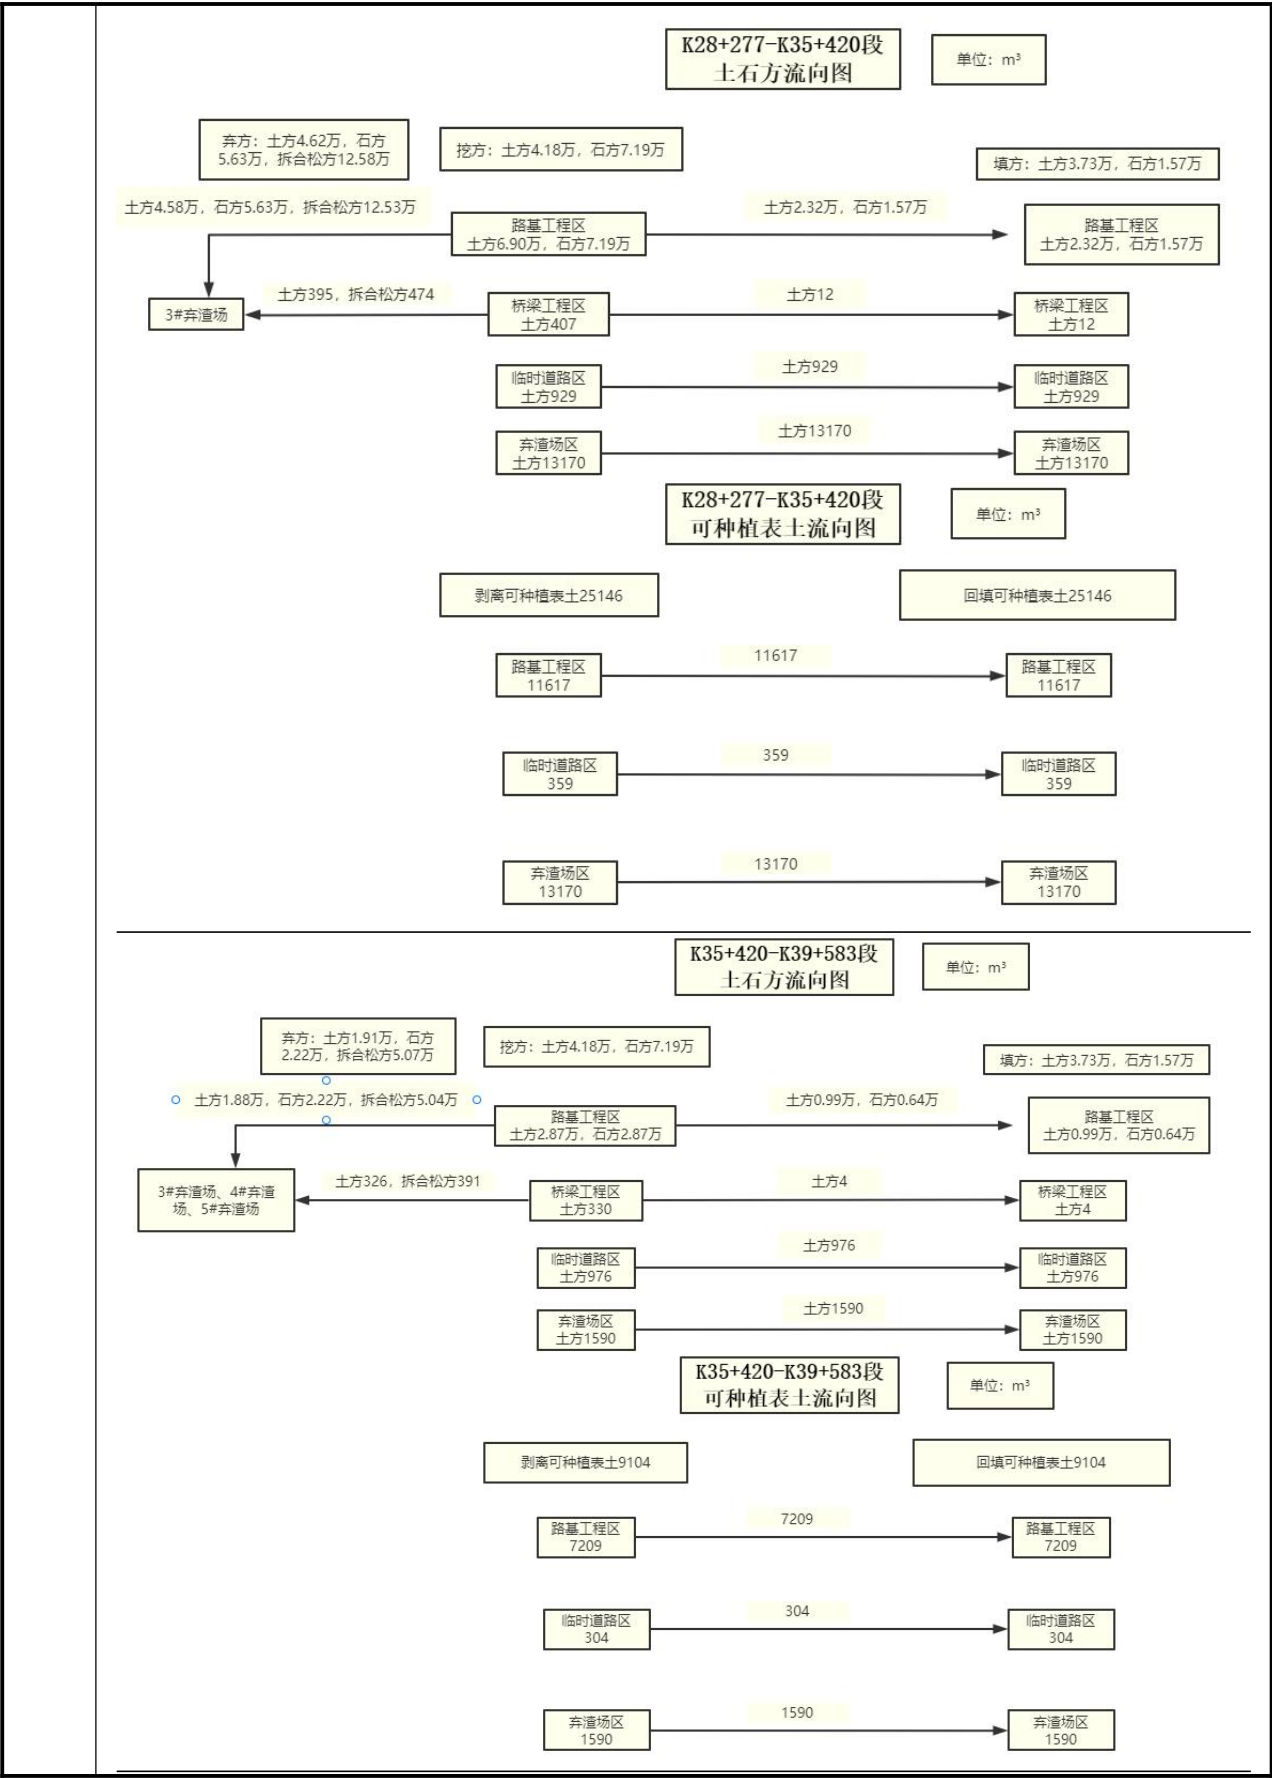 K28+277-K35+420段
土石方流向图
单位：m³
弃方：土方4.62万，石方
5.63万，拆合松方12.58万
挖方：土方4.18万，石方7.19万
填方：土方3.73万，石方1.57万
土方4.58万，石方5.63万，拆合松方12.53万
路基工程区
土方6.90万，石方7.19万
土方2.32万，石方1.57万
路基工程区
土方2.32万，石方1.57万
3#弃渣场
土方395，拆合松方474
桥梁工程区
土方407
土方12
桥梁工程区
土方12
临时道路区
土方929
土方929
临时道路区
土方929
弃渣场区
土方13170
土方13170
弃渣场区
土方13170
K28+277-K35+420段
可种植表土流向图
单位：m³
剥离可种植表土25146
回填可种植表土25146
路基工程区
11617
11617
路基工程区
11617
临时道路区
359
359
临时道路区
359
弃渣场区
13170
13170
弃渣场区
13170
K35+420-K39+583段
土石方流向图
单位：m³
弃方：土方1.91万，石方
2.22万，拆合松方5.07万
挖方：土方4.18万，石方7.19万
填方：土方3.73万，石方1.57万
土方1.88万，石方2.22万，拆合松方5.04万
路基工程区
土方2.87万，石方2.87万
土方0.99万，石方0.64万
路基工程区
土方0.99万，石方0.64万
3#弃渣场、4#弃渣
场、5#弃渣场
土方326，拆合松方391
桥梁工程区
土方330
土方4
桥梁工程区
土方4
临时道路区
土方976
土方976
临时道路区
土方976
弃渣场区
土方1590
土方1590
弃渣场区
土方1590
K35+420-K39+583段
可种植表土流向图
单位：m³
剥离可种植表土9104
回填可种植表土9104
路基工程区
7209
7209
路基工程区
7209
临时道路区
304
304
临时道路区
304
弃渣场区
1590
1590
弃渣场区
1590